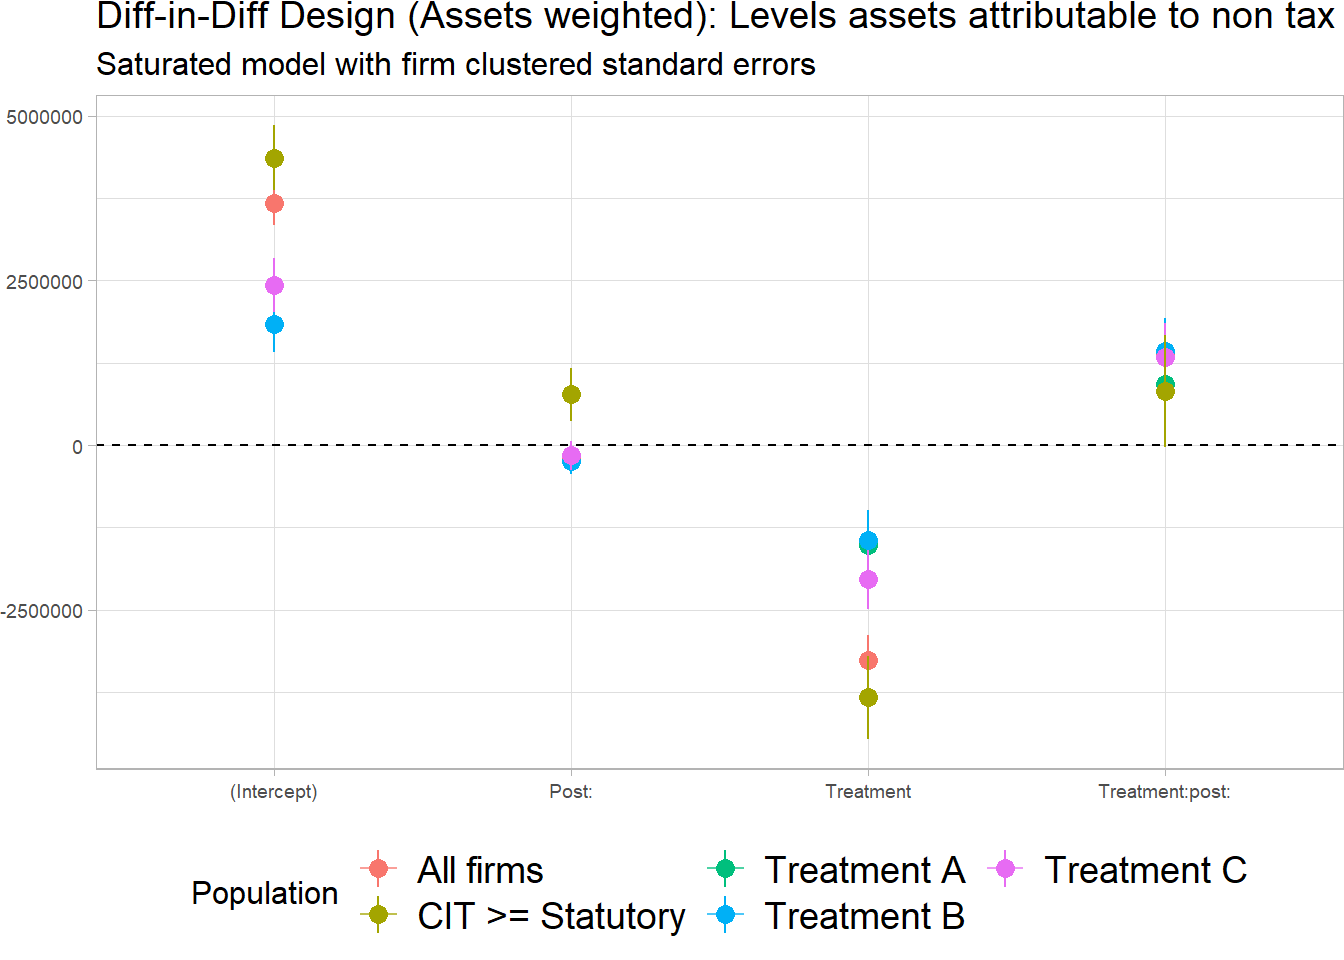 Diff-in-Diff Design (Assets weighted): Levels assets attributable to non tax
Saturated model with firm clustered standard errors
5000000
2500000
0
-2500000
(Intercept)
Post:
Treatment
Treatment:post:
Population
All firms
CIT >= Statutory
Treatment A
Treatment B
Treatment C